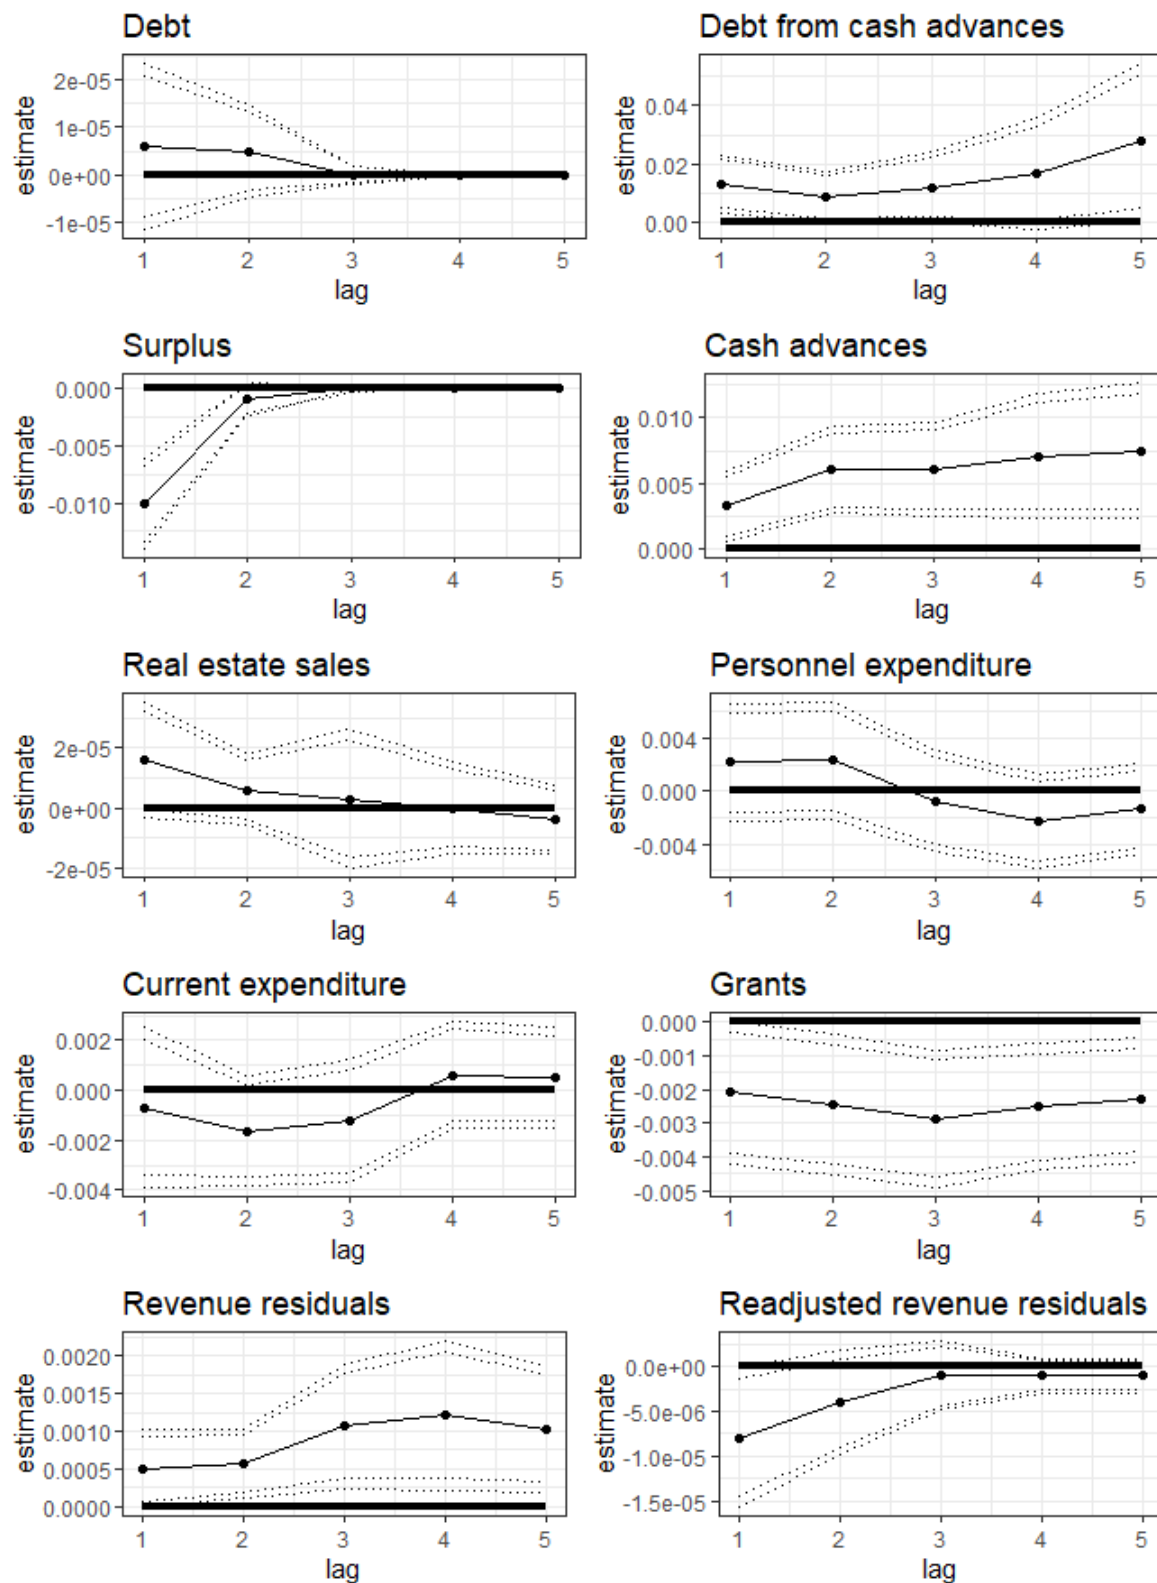 Debt
estimate
2e-05
1e-05
0e+00
-1e-05
1 2 3 4 5
lag
Debt from cash advances
estimate
0.04
0.02
0.00
1 2 3 4 5
lag
Surplus
estimate
0.000
-0.005
-0.010
1 2 3 4 5
lag
Cash advances
estimate
0.010
0.005
0.000
1 2 3 4 5
lag
Real estate sales
estimate
2e-05
0e+00
-2e-05
1 2 3 4 5
lag
Personnel expenditure
estimate
0.004
0.000
-0.004
1 2 3 4 5
lag
Current expenditure
estimate
0.002
0.000
-0.002
-0.004
1 2 3 4 5
lag
Grants
estimate
0.000
-0.001
-0.002
-0.003
-0.004
-0.005
1 2 3 4 5
lag
Revenue residuals
estimate
0.0020
0.0015
0.0010
0.0005
0.0000
1 2 3 4 5
lag
Readjusted revenue residuals
estimate
0.0e+00
-5.0e-06
-1.0e-05
-1.5e-05
1 2 3 4 5
lag